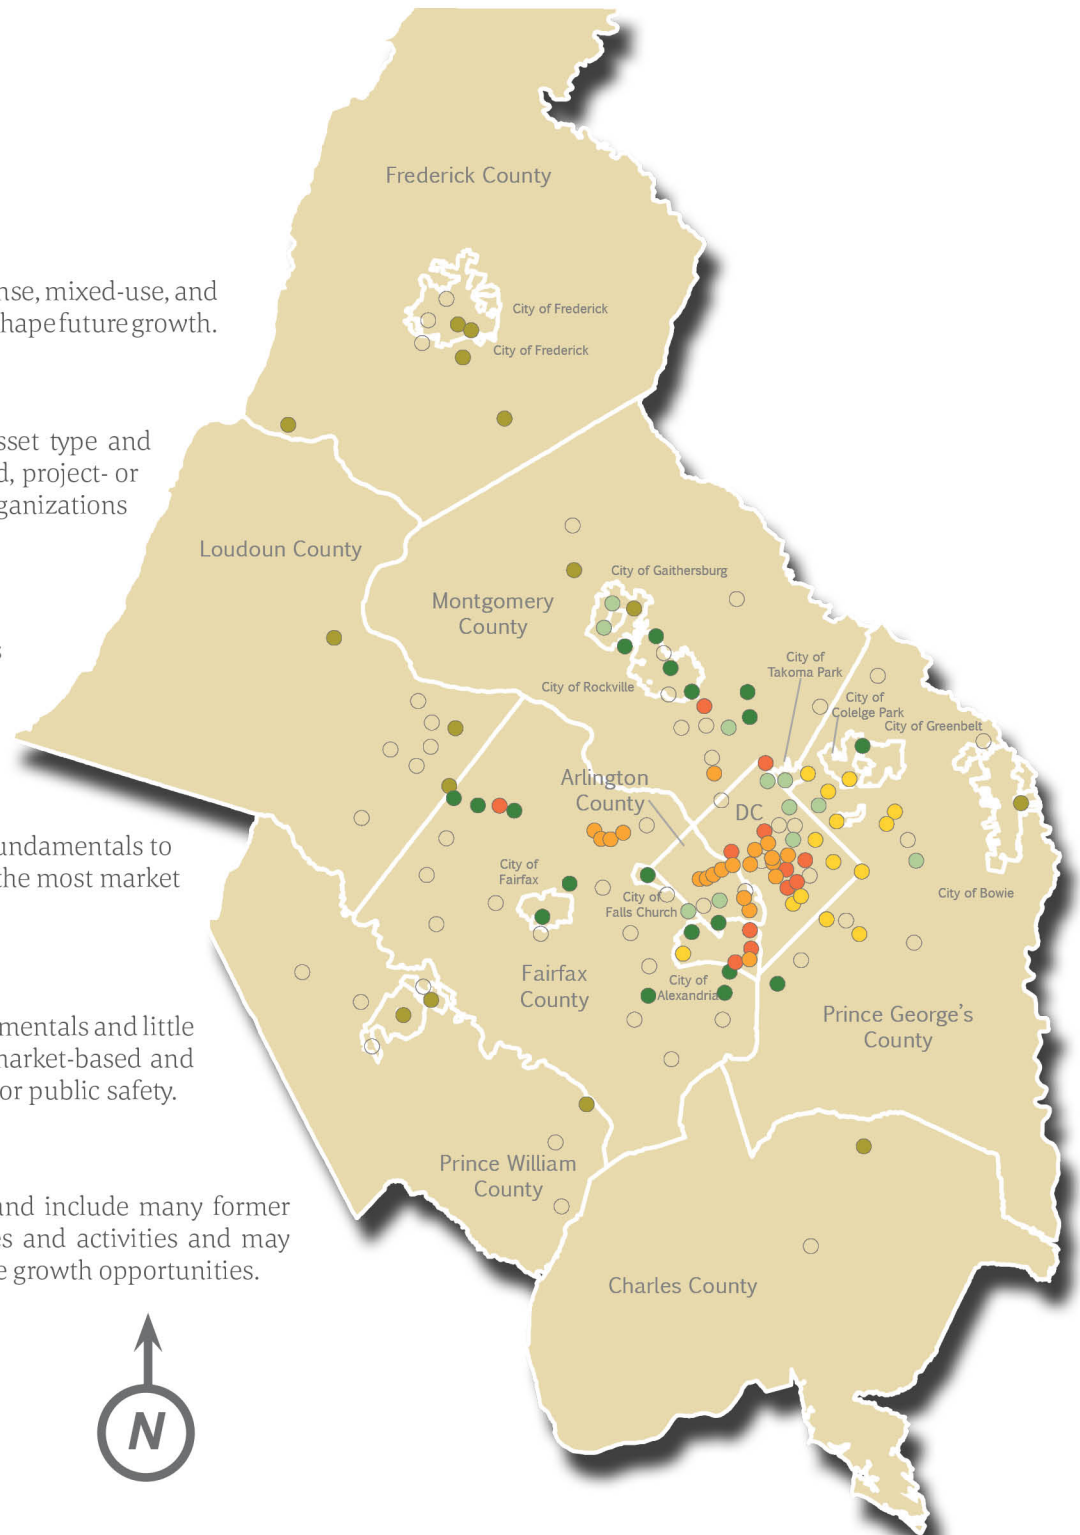 nse, mixed-use, and
hape future growth.
sset type and
d, project- or
ganizations
s
undamentals to
the most market
mentals and little
market-based and
or public safety.
and include many former
es and activities and may
e growth opportunities.
N
Frederick County
City of Frederick
City of Frederick
Loudoun County
Montgomery
County
City of Gaithersburg
City of Rockville
City of
Takoma Park
City of
Colelge Park
City of Greenbelt
Arlington
County
DC
City of
Fairfax
City of
Falls Church
City of Bowie
Fairfax
County
City of
Alexandria
Prince George's
County
Prince William
County
Charles County